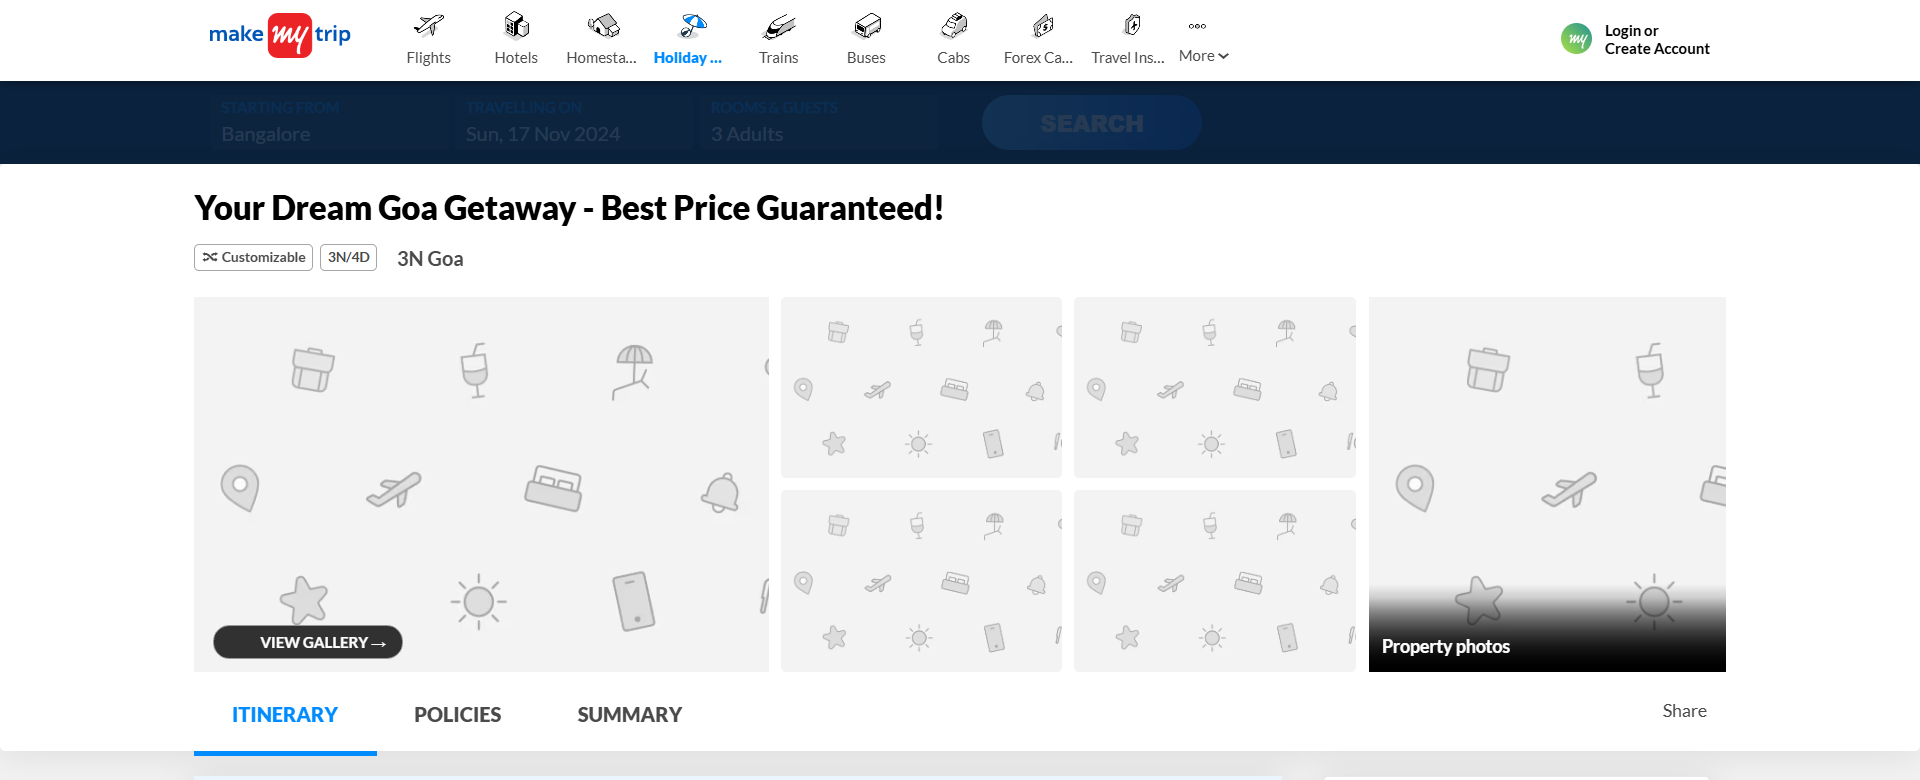 make my trip
Flights
Hotels
Homesta...
Holiday ...
Trains
Buses
Cabs
Forex Ca...
Travel Ins...
More
my
Login or
Create Account
STARTING FROM
Bangalore
TRAVELLING ON
Sun, 17 Nov 2024
ROOMS & GUESTS
3 Adults
SEARCH
Your Dream Goa Getaway - Best Price Guaranteed!
Customizable
3N/4D
3N Goa
VIEW GALLERY→
Property photos
ITINERARY
POLICIES
SUMMARY
Share